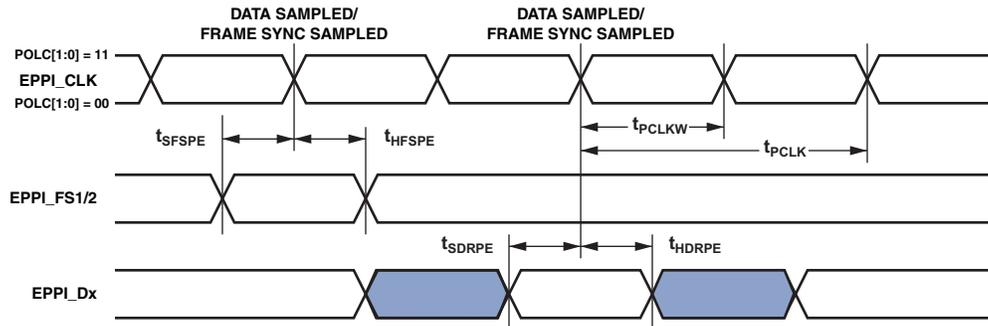 DATA SAMPLED/
FRAME SYNC SAMPLED
DATA SAMPLED/
FRAME SYNC SAMPLED
POLC[1:0] = 11
EPPI_CLK
POLC[1:0] = 00
tSFSPE
tHFSPE
tPCLKW
tPCLK
EPPI_FS1/2
tSDRPE
tHDRPE
EPPI_Dx